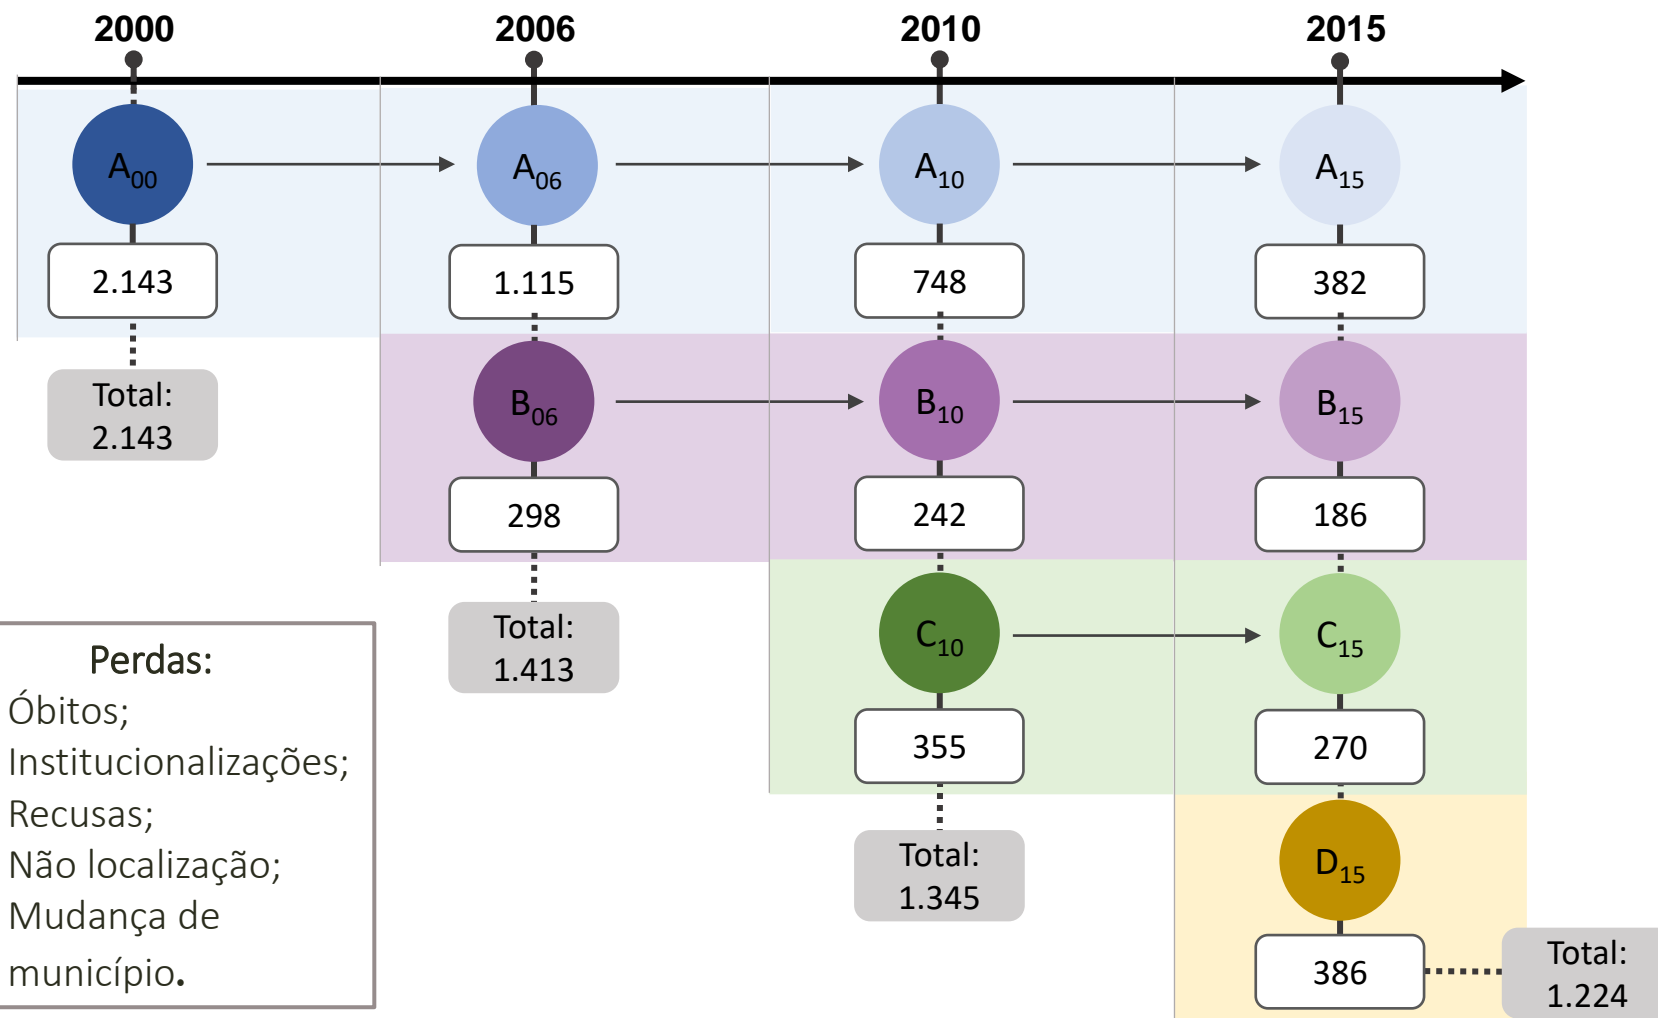 2000 2006 2010 2015
A00 A06 A10 A15
2.143 1.115 748 382
Total:
2.143
B06 B10 B15
298 242 186
Total:
1.413
C10 C15
355 270
Total:
1.345
D15
386
Total:
1.224
Perdas:
Óbitos;
Institucionalizações;
Recusas;
Não localização;
Mudança de
município.